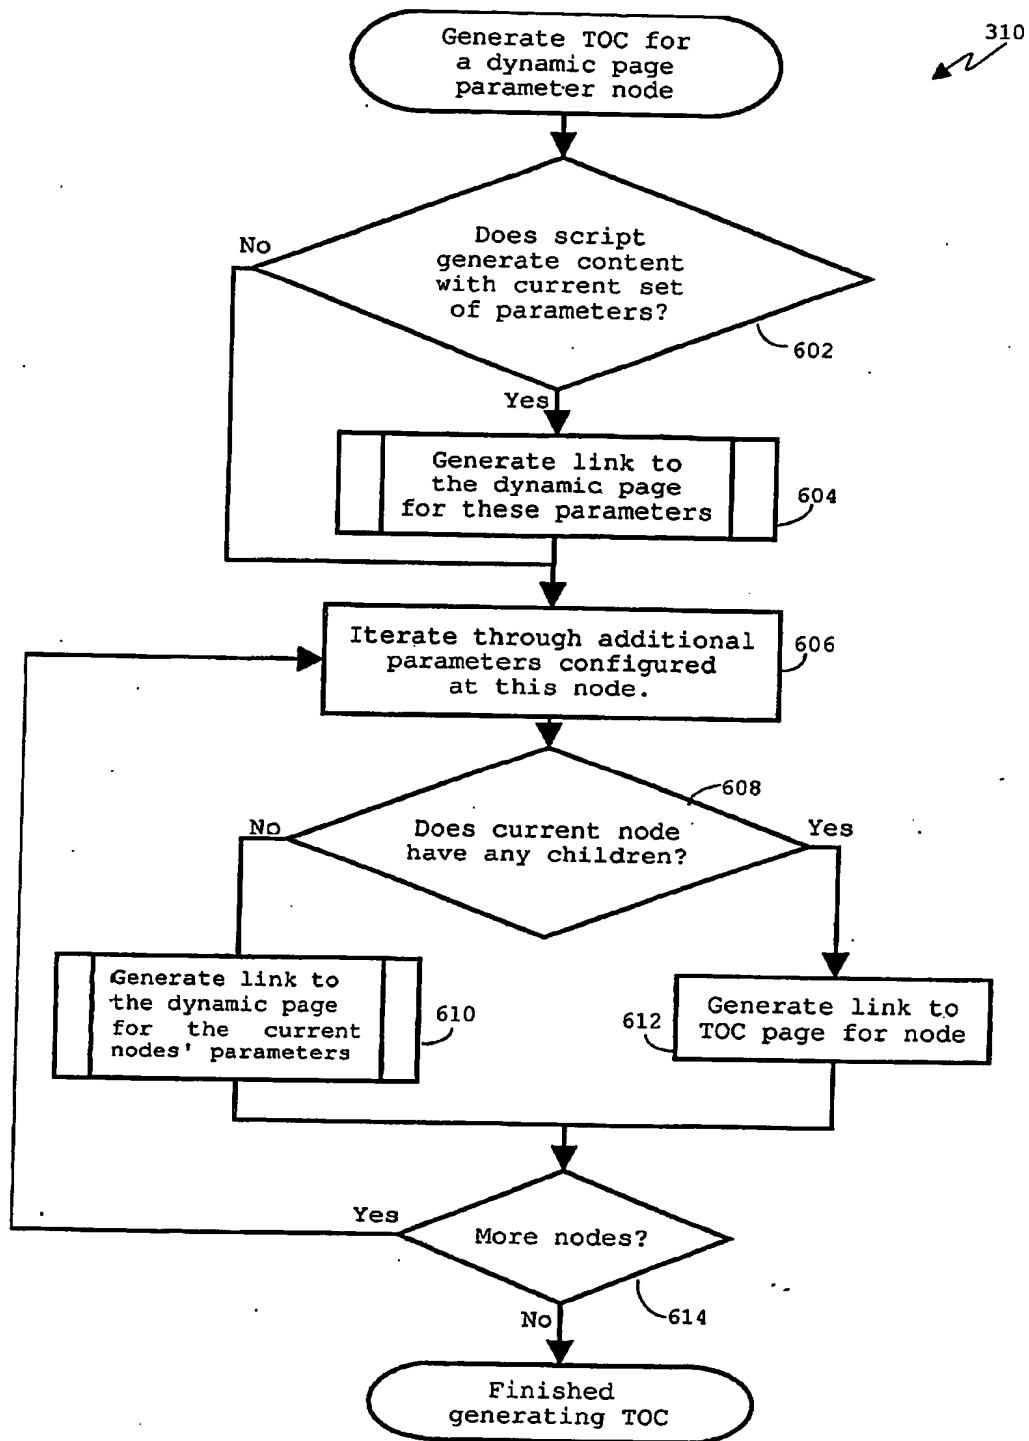 310
Generate TOC for
a dynamic page
parameter node
Does script
generate content
with current set
of parameters?
No
602
Yes
Generate link to
the dynamic page
for these parameters
604
Iterate through additional
parameters configured
at this node.
606
608
No
Does current node
have any children?
Yes
Generate link to
the dynamic page
for the current
nodes' parameters
610
612
Generate link to
TOC page for node
Yes
More nodes?
614
No
Finished
generating TOC